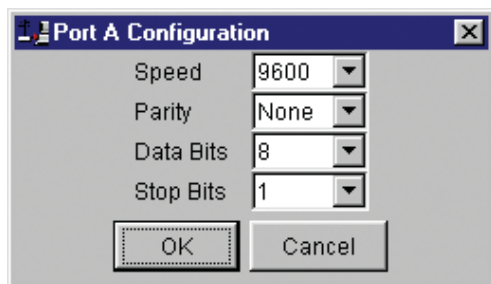 Port A Configuration
Speed 9600
Parity None
Data Bits 8
Stop Bits 1
OK Cancel